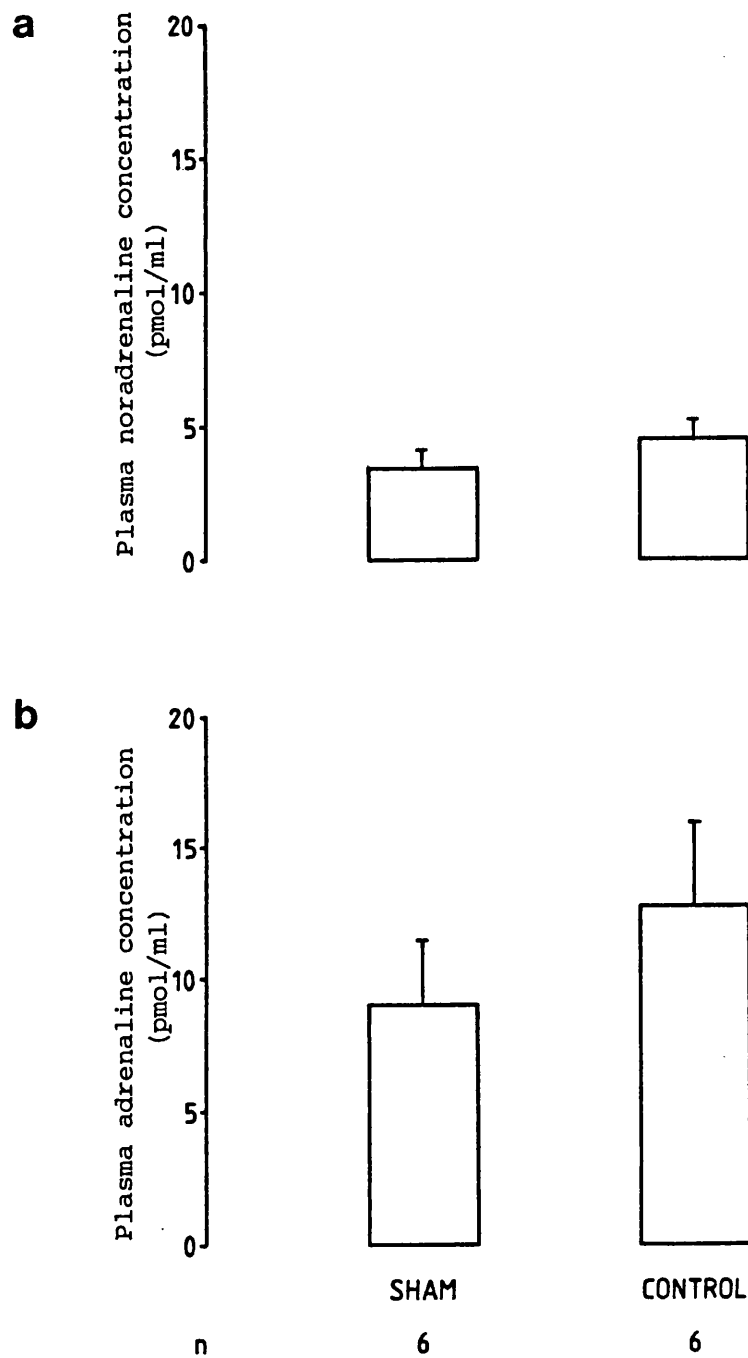 a
Plasma noradrenaline concentration
(pmol/ml)
20
15
10
5
0
b
Plasma adrenaline concentration
(pmol/ml)
20
15
10
5
0
SHAM CONTROL
n 6 6